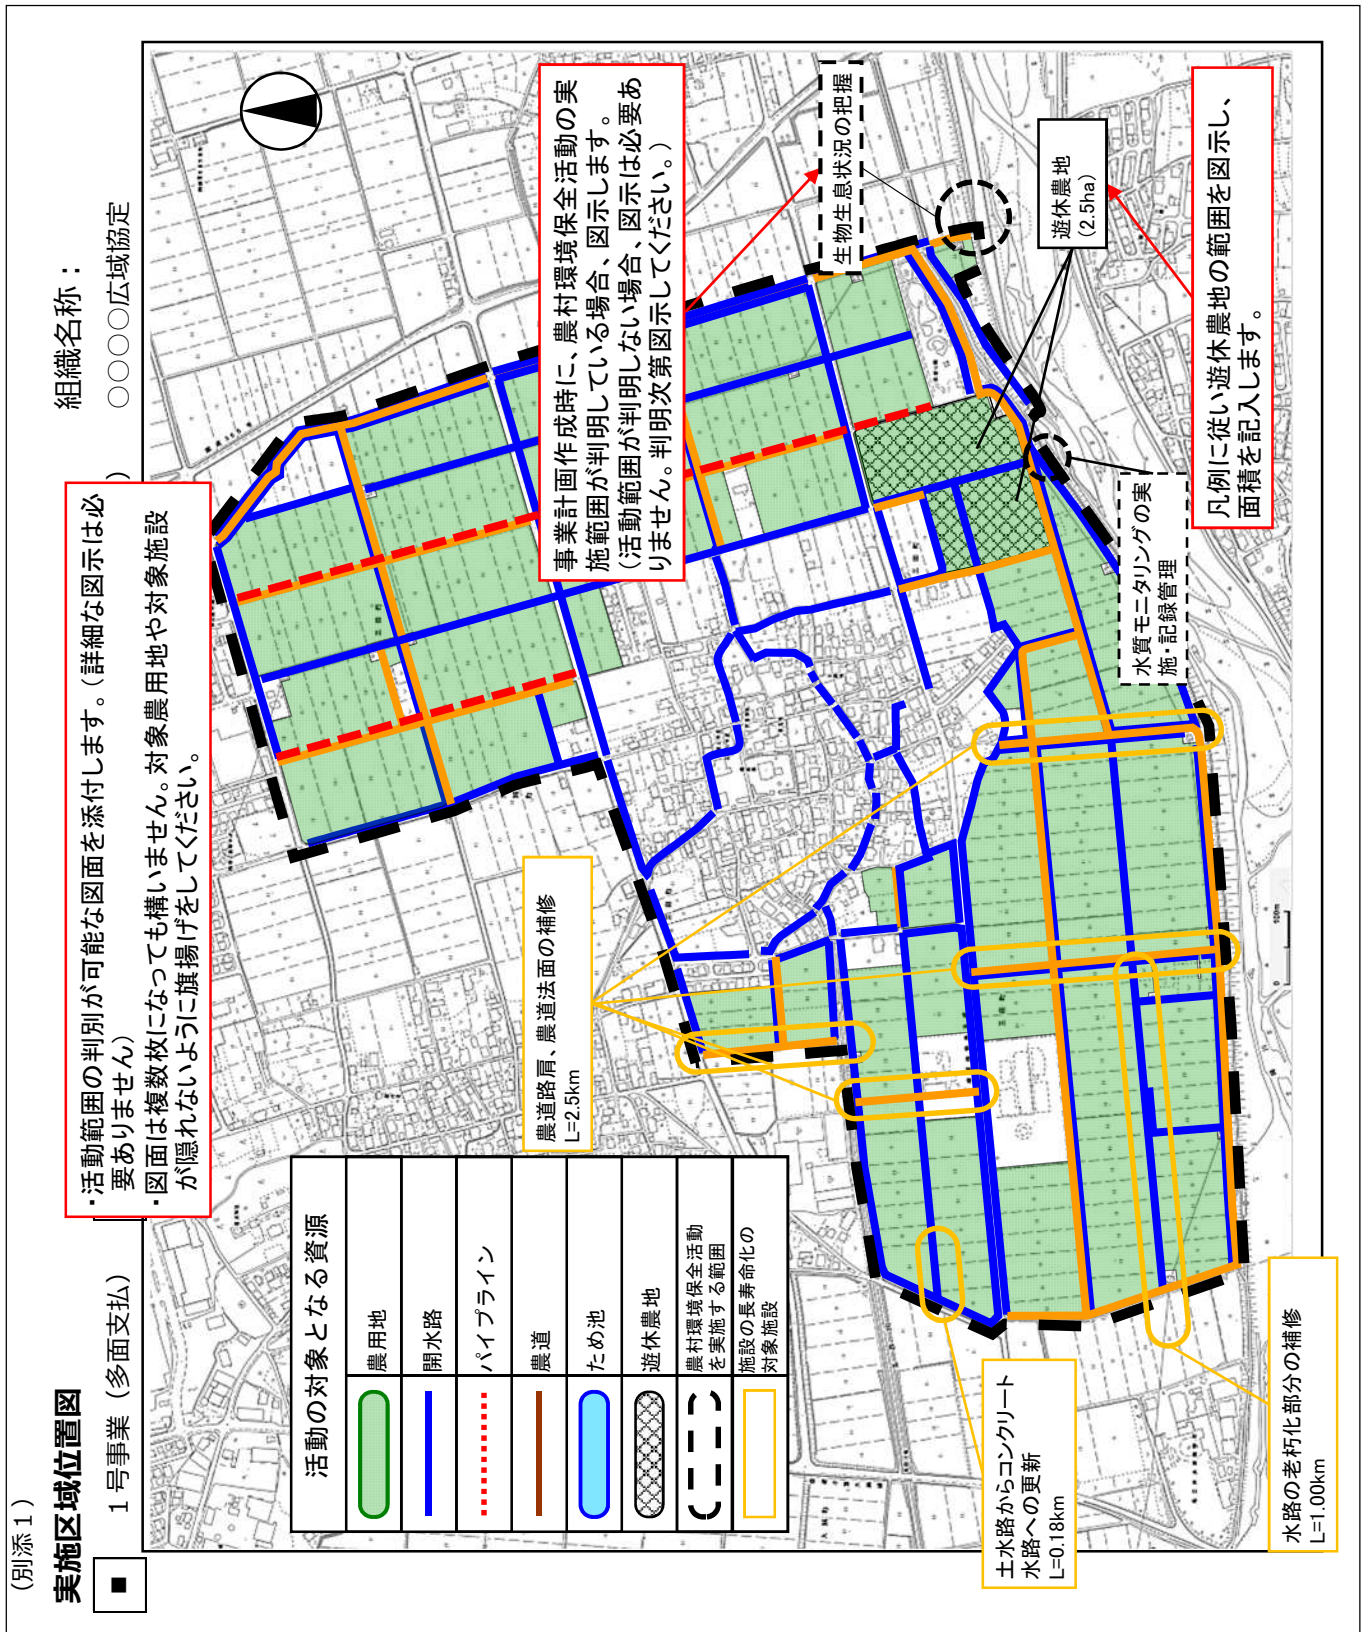 (別添１)
実施区域位置図
■
１号事業（多面支払）
）
組織名称：
○○○○広域協定
・活動範囲の判別が可能な図面を添付します。（詳細な図示は必
要ありません）
・図面は複数枚になっても構いません。対象農用地や対象施設
が隠れないように旗揚げをしてください。
事業計画作成時に、農村環境保全活動の実
施範囲が判明している場合、図示します。
（活動範囲が判明しない場合、図示は必要あ
りません。判明次第図示してください。）
生物生息状況の把握
遊休農地
（2.5ha）
凡例に従い遊休農地の範囲を図示し、
面積を記入します。
水質モニタリングの実
施・記録管理
農道路肩、農道法面の補修
L=2.5km
活動の対象となる資源
農用地
開水路
パイプライン
農道
ため池
遊休農地
農村環境保全活動
を実施する範囲
施設の長寿命化の
対象施設
土水路からコンクリート
水路への更新
L=0.18km
水路の老朽化部分の補修
L=1.00km
0 100m